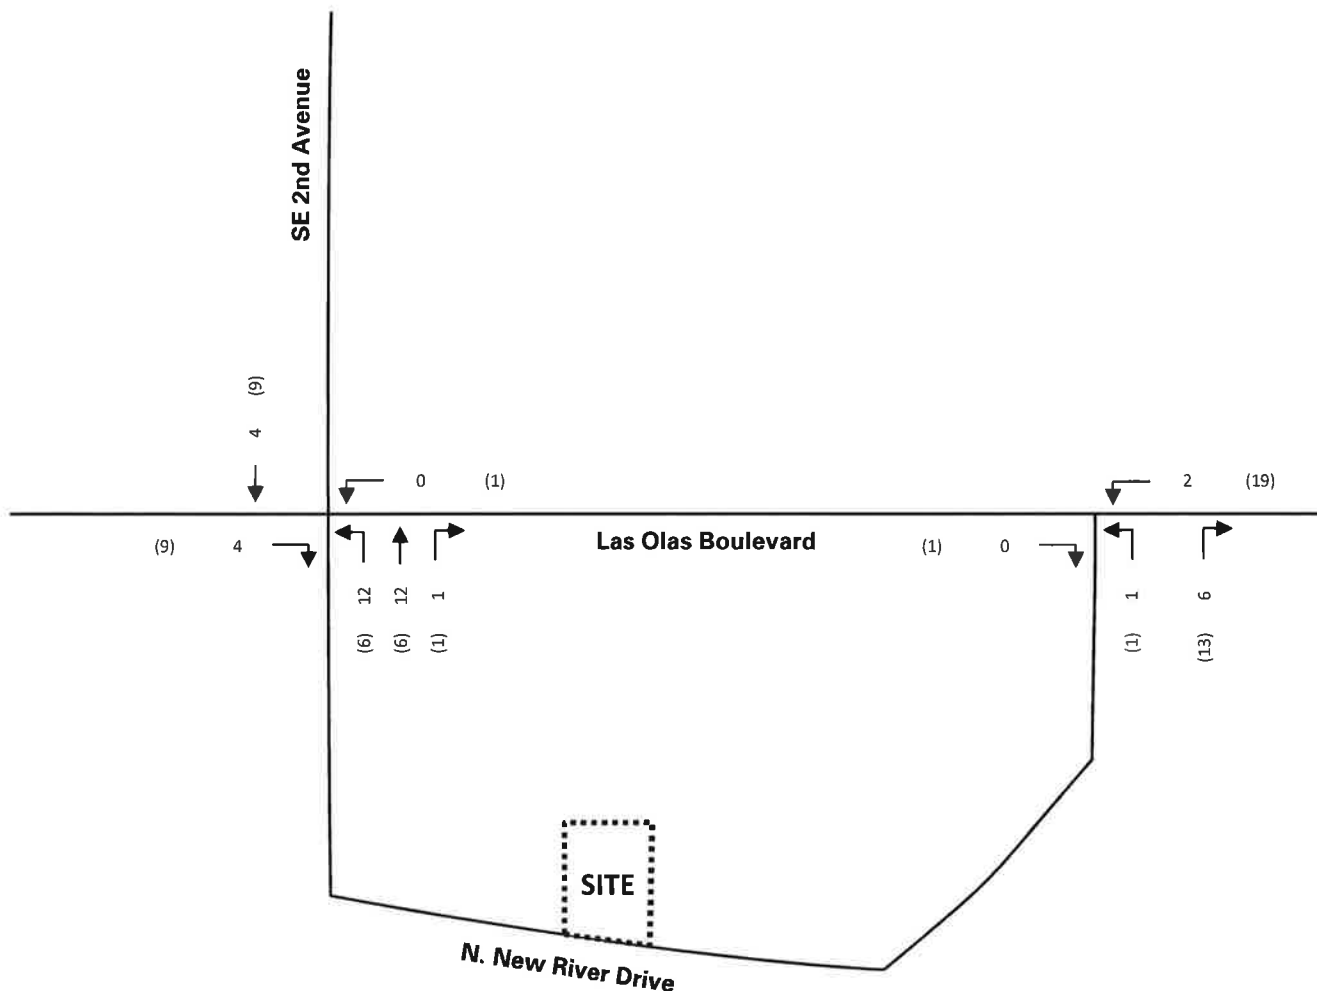 SE 2nd Avenue
(9)
4
0 (1)
2 (19)
Las Olas Boulevard
(9) 4
(1) 0
12 12 1
(6) (6) (1)
1 6
(1) (13)
SITE
N. New River Drive